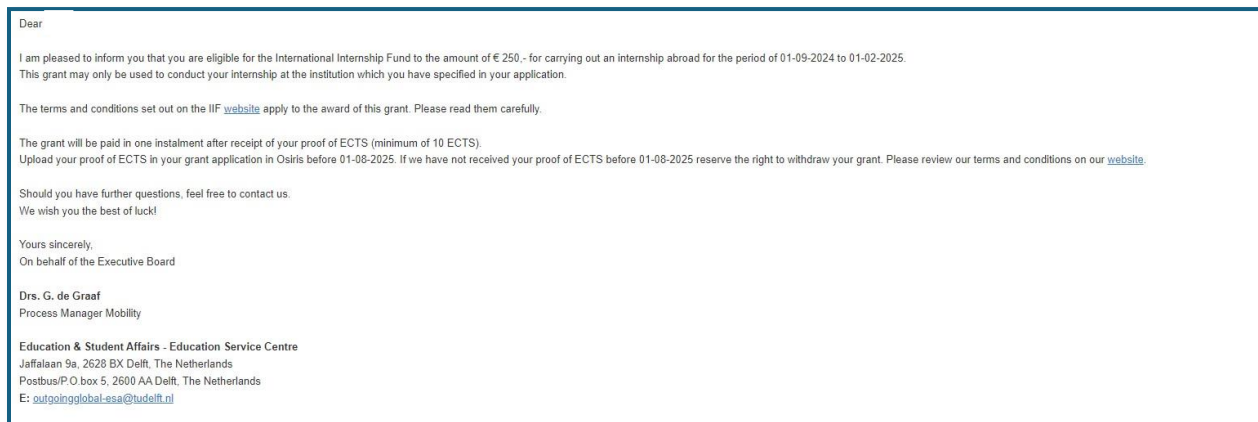 Dear
I am pleased to inform you that you are eligible for the International Internship Fund to the amount of € 250,- for carrying out an internship abroad for the period of 01-09-2024 to 01-02-2025.
This grant may only be used to conduct your internship at the institution which you have specified in your application.
The terms and conditions set out on the IIF website apply to the award of this grant. Please read them carefully.
The grant will be paid in one instalment after receipt of your proof of ECTS (minimum of 10 ECTS).
Upload your proof of ECTS in your grant application in Osiris before 01-08-2025. If we have not received your proof of ECTS before 01-08-2025 reserve the right to withdraw your grant. Please review our terms and conditions on our website.
Should you have further questions, feel free to contact us.
We wish you the best of luck!
Yours sincerely,
On behalf of the Executive Board
Drs. G. de Graaf
Process Manager Mobility
Education & Student Affairs - Education Service Centre
Jaffalaan 9a, 2628 BX Delft, The Netherlands
Postbus/P.O.box 5, 2600 AA Delft, The Netherlands
E: outgoingglobal-esa@tudelft.nl